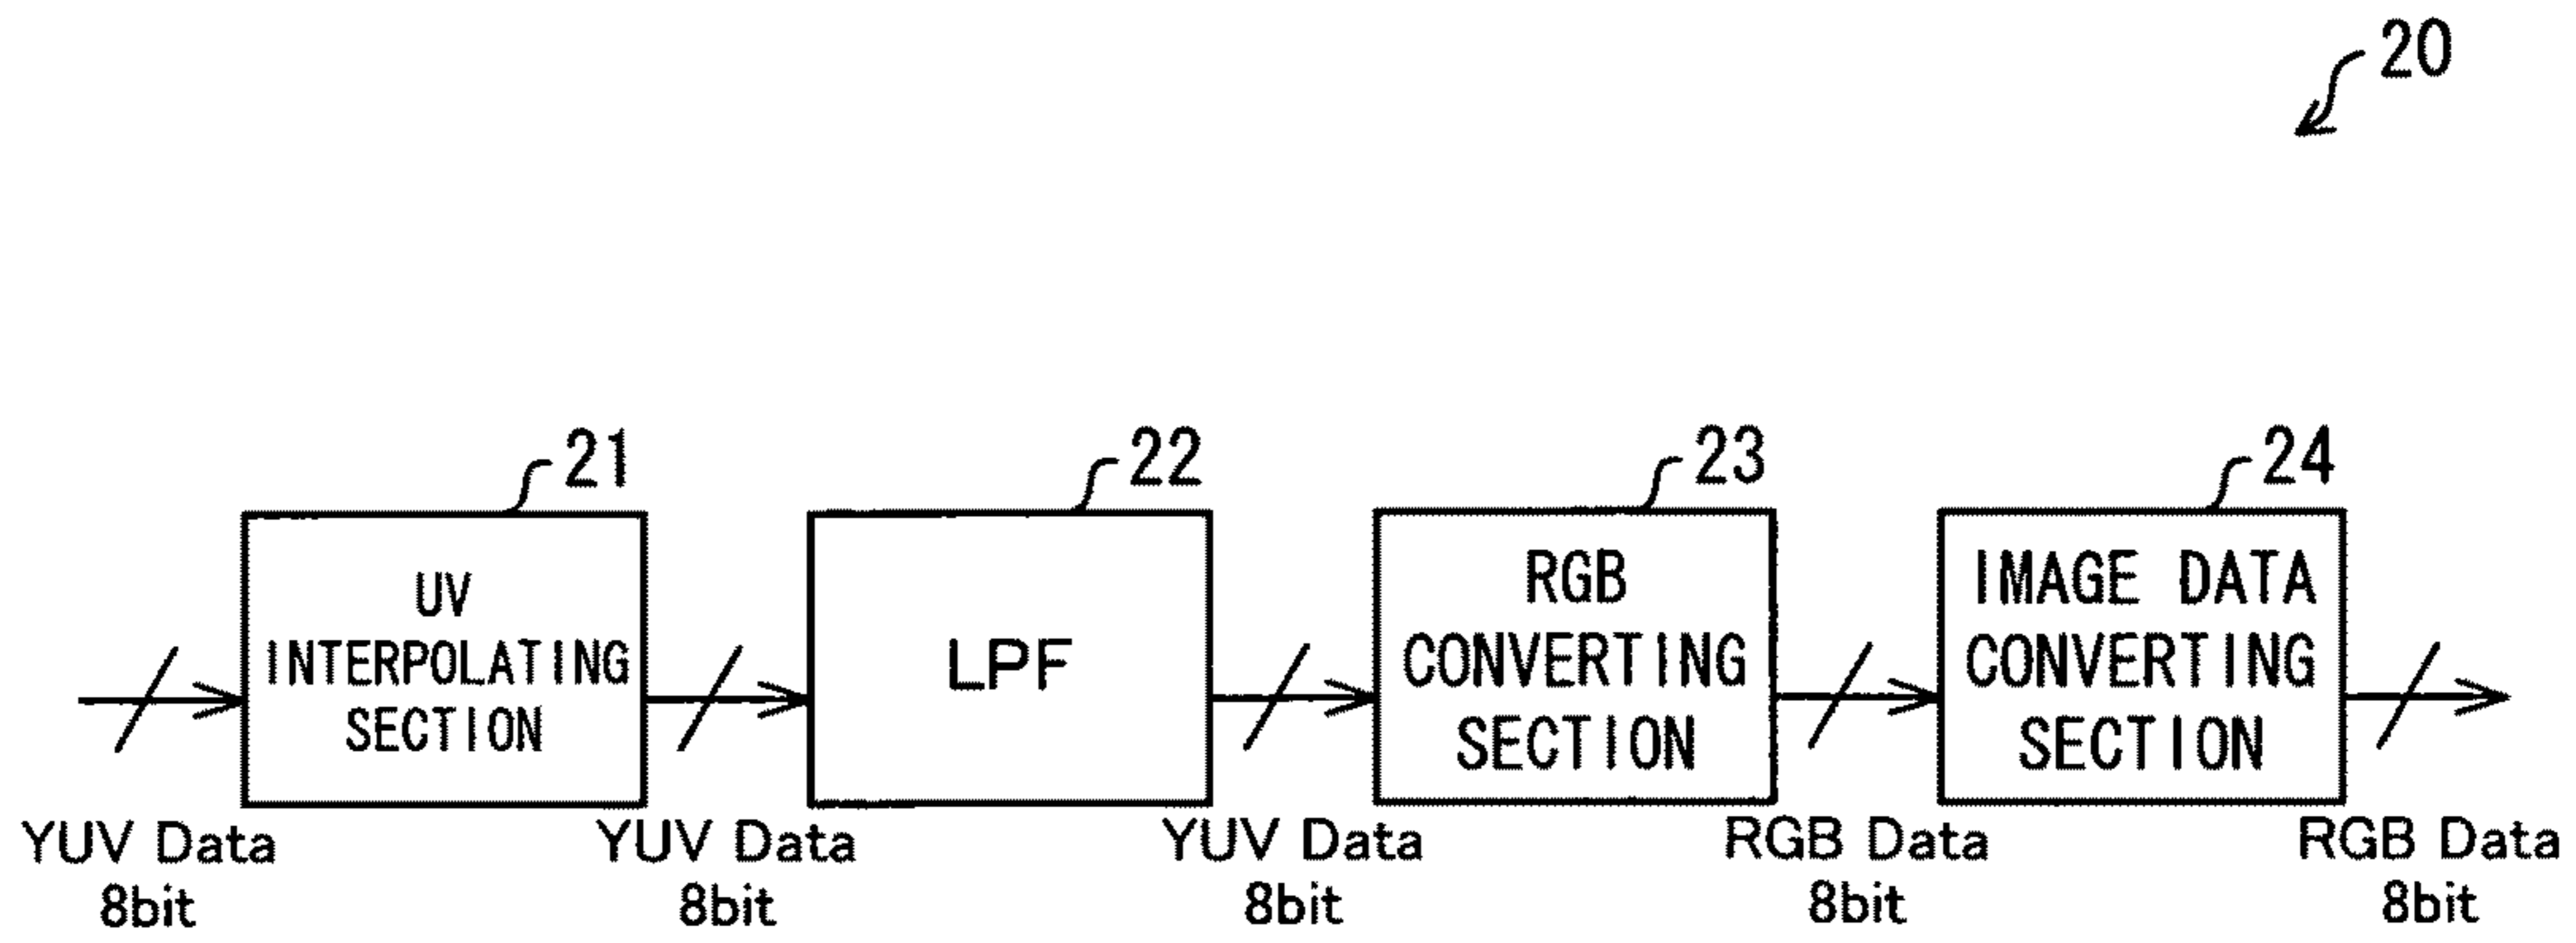 20
21
22
23
24
UV
INTERPOLATING
SECTION
LPF
RGB
CONVERTING
SECTION
IMAGE DATA
CONVERTING
SECTION
YUV Data
8bit
YUV Data
8bit
YUV Data
8bit
RGB Data
8bit
RGB Data
8bit